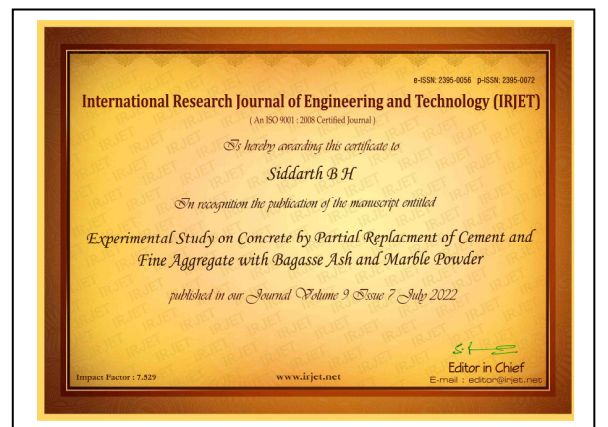 e-ISSN: 2395-0056 p-ISSN: 2395-0072
International Research Journal of Engineering and Technology (IRJET)
( An ISO 9001 : 2008 Certified Journal )
Is hereby awarding this certificate to
Siddarth B H
In recognition the publication of the manuscript entitled
Experimental Study on Concrete by Partial Replacment of Cement and
Fine Aggregate with Bagasse Ash and Marble Powder
published in our Journal Volume 9 Issue 7 July 2022
Editor in Chief
Impact Factor : 7.529 www.irjet.net E-mail : editor@irjet.net